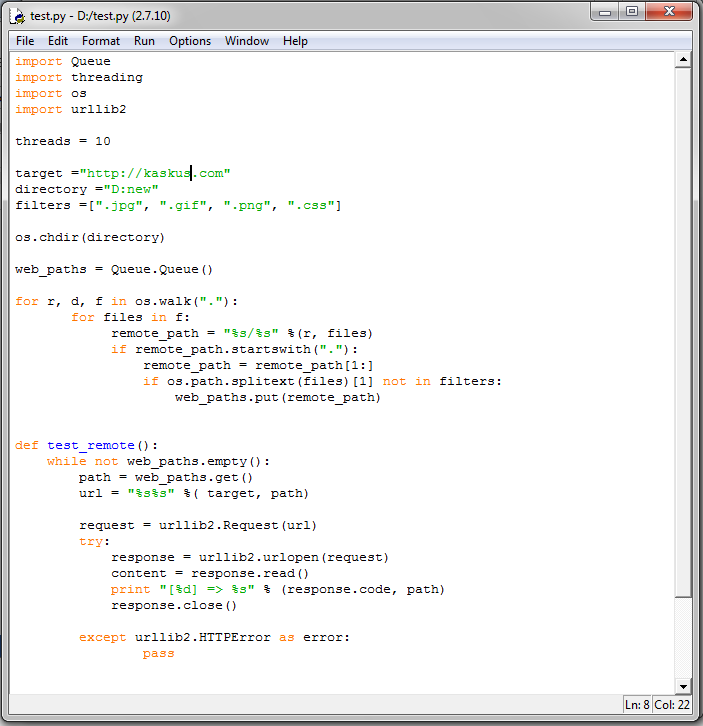 test.py - D:/test.py (2.7.10)
File Edit Format Run Options Window Help
import Queue
import threading
import os
import urllib2
threads = 10
target ="http://kaskus.com"
directory ="D:new"
filters =[".jpg", ".gif", ".png", ".css"]
os.chdir(directory)
web_paths = Queue.Queue()
for r, d, f in os.walk("."):
for files in f:
remote_path = "%s/%s" %(r, files)
if remote_path.startswith("."):
remote_path = remote_path[1:]
if os.path.splitext(files)[1] not in filters:
web_paths.put(remote_path)
def test_remote():
while not web_paths.empty():
path = web_paths.get()
url = "%s%s" %( target, path)
request = urllib2.Request(url)
try:
response = urllib2.urlopen(request)
content = response.read()
print "[%d] => %s" % (response.code, path)
response.close()
except urllib2.HTTPError as error:
pass
Ln: 8 Col: 22